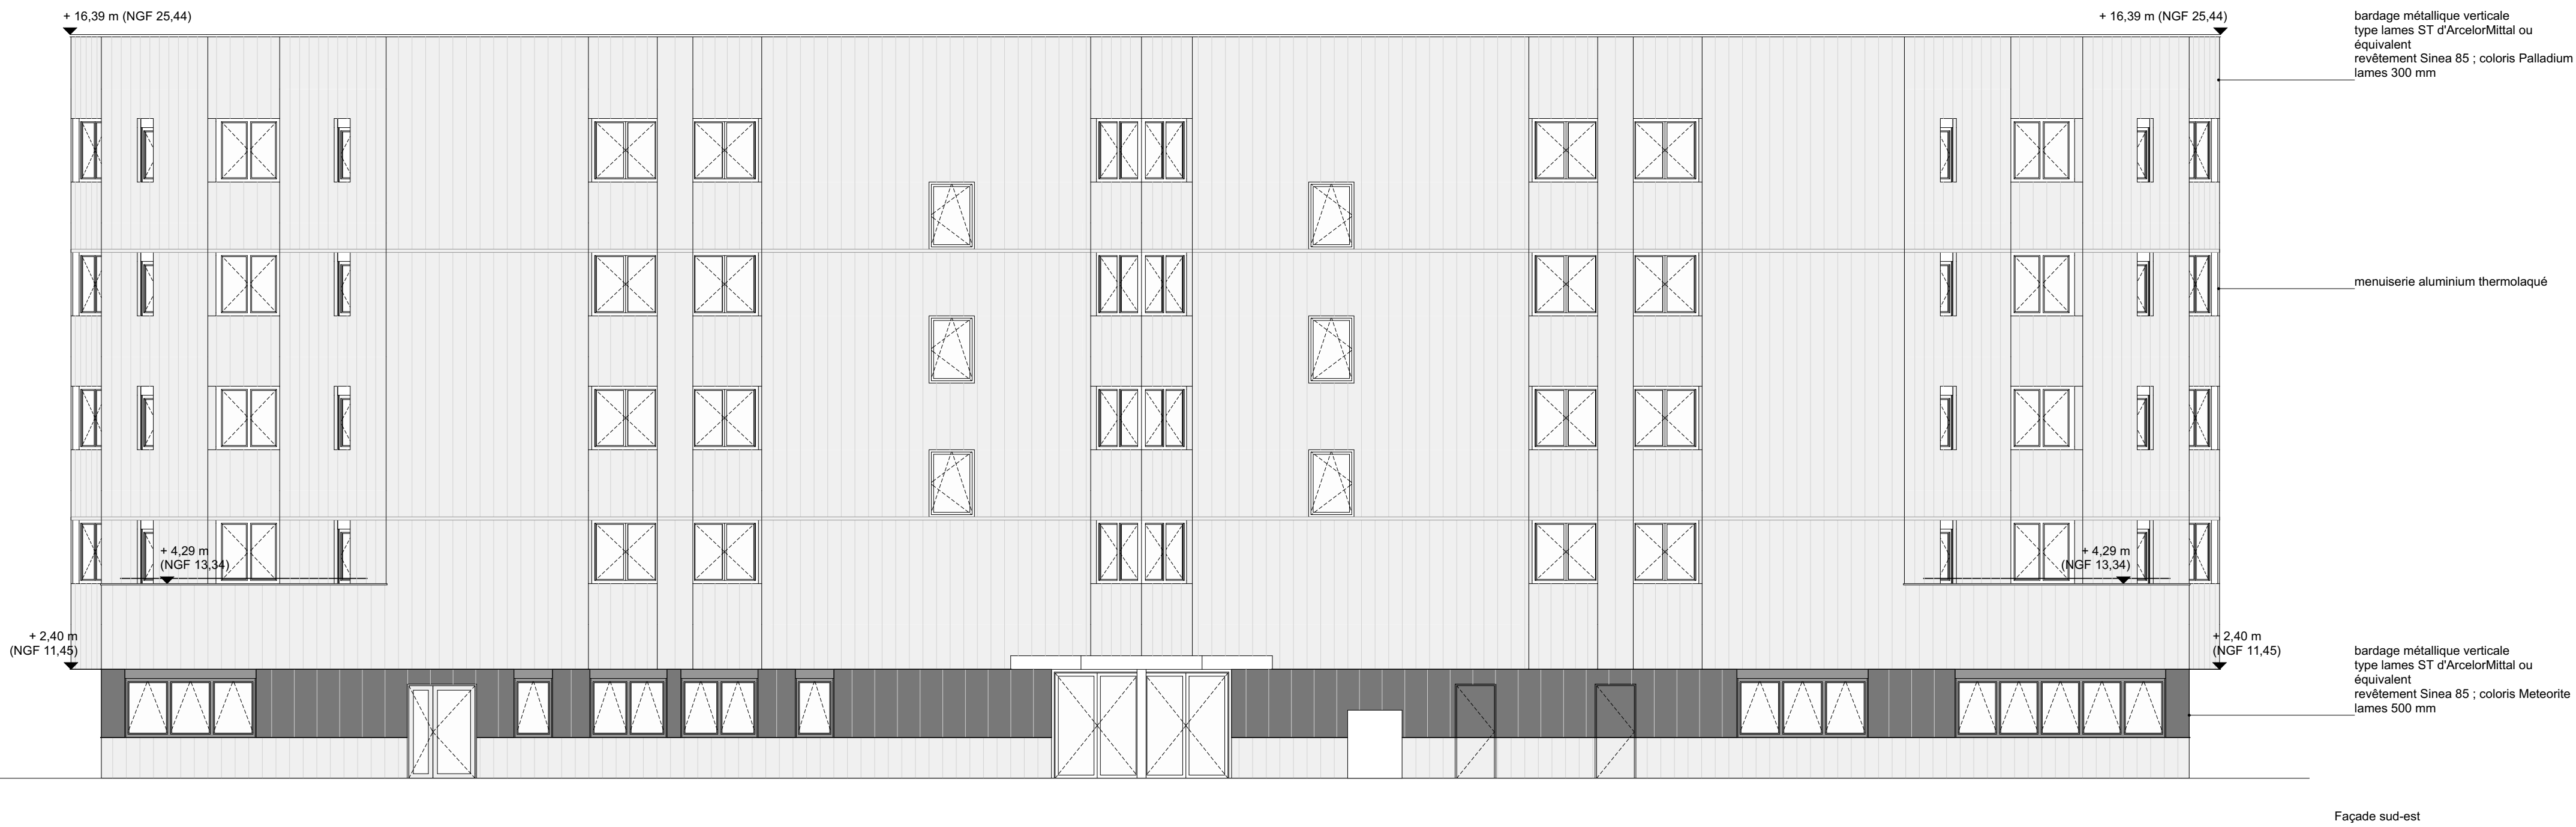 + 16,39 m (NGF 25,44)
+ 16,39 m (NGF 25,44)
bardage métallique verticale
type lames ST d'ArcelorMittal ou
équivalent
revêtement Sinea 85 ; coloris Palladium
lames 300 mm
menuiserie aluminium thermolaqué
+ 4,29 m
(NGF 13,34)
+ 4,29 m
(NGF 13,34)
+ 2,40 m
(NGF 11,45)
+ 2,40 m
(NGF 11,45)
bardage métallique verticale
type lames ST d'ArcelorMittal ou
équivalent
revêtement Sinea 85 ; coloris Meteorite
lames 500 mm
Façade sud-est